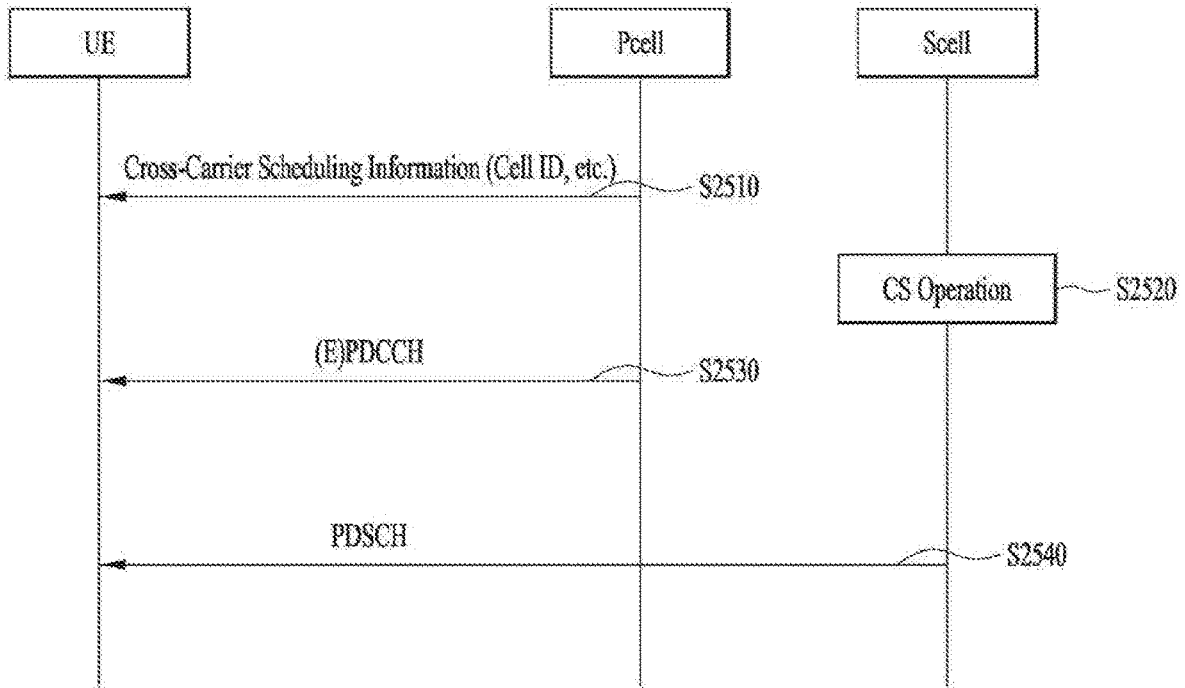 UE
Pcell
Scell
Cross-Carrier Scheduling Information (Cell ID, etc.)
S2510
CS Operation
S2520
(E)PDCCH
S2530
PDSCH
S2540